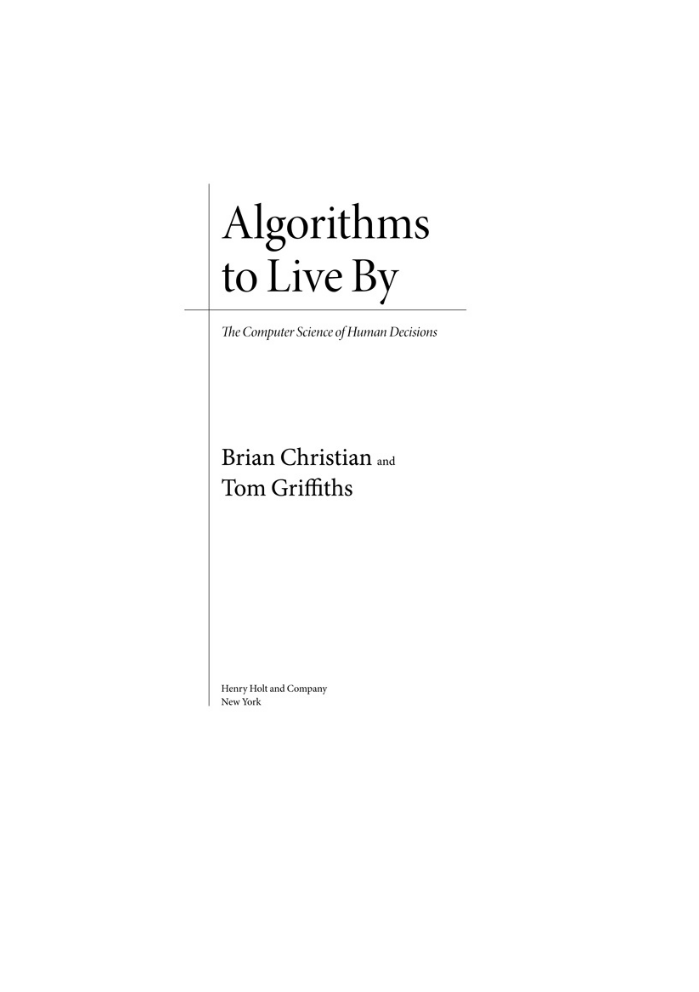 Algorithms
to Live By
The Computer Science of Human Decisions
Brian Christian and
Tom Griffiths
Henry Holt and Company
New York